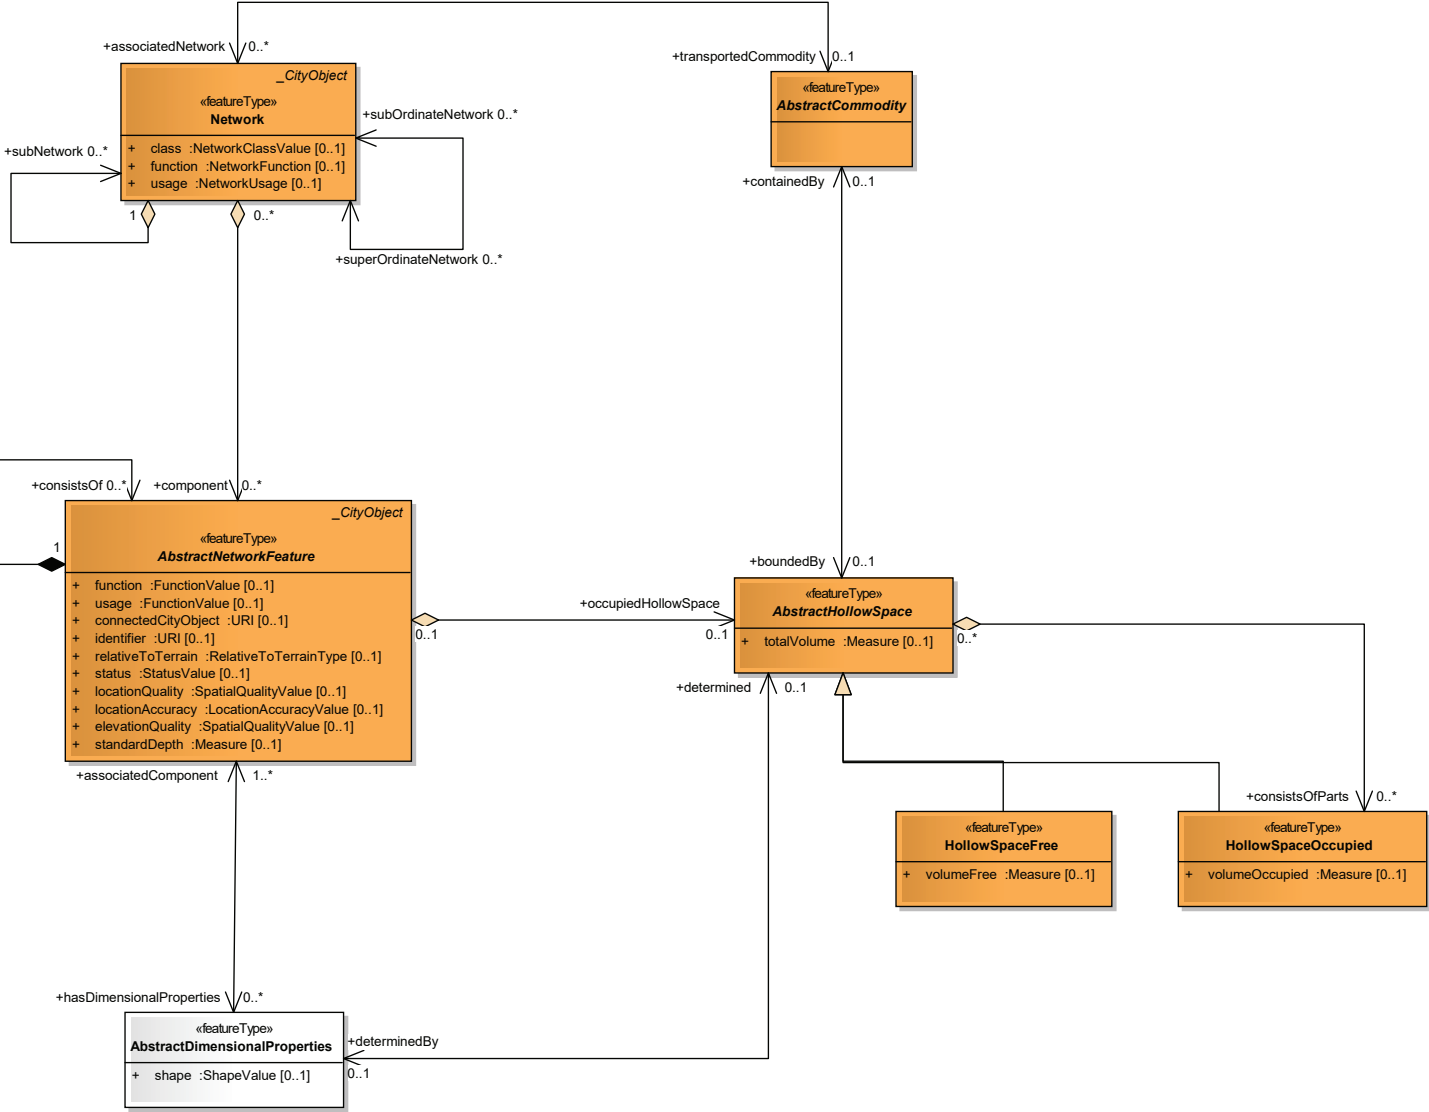 +associatedNetwork 0..*
+transportedCommodity 0..1
_CityObject
«featureType»
Network
+ class :NetworkClassValue [0..1]
+ function :NetworkFunction [0..1]
+ usage :NetworkUsage [0..1]
«featureType»
AbstractCommodity
+subOrdinateNetwork 0..*
+subNetwork 0..*
+containedBy 0..1
1
0..*
+superOrdinateNetwork 0..*
+consistsOf 0..*
+component 0..*
_CityObject
«featureType»
AbstractNetworkFeature
+ function :FunctionValue [0..1]
+ usage :FunctionValue [0..1]
+ connectedCityObject :URI [0..1]
+ identifier :URI [0..1]
+ relativeToTerrain :RelativeToTerrainType [0..1]
+ status :StatusValue [0..1]
+ locationQuality :SpatialQualityValue [0..1]
+ locationAccuracy :LocationAccuracyValue [0..1]
+ elevationQuality :SpatialQualityValue [0..1]
+ standardDepth :Measure [0..1]
1
+boundedBy 0..1
«featureType»
AbstractHollowSpace
+ totalVolume :Measure [0..1]
+occupiedHollowSpace
0..1
0..1
0..*
+determined 0..1
+associatedComponent 1..*
+consistsOfParts 0..*
«featureType»
HollowSpaceFree
+ volumeFree :Measure [0..1]
«featureType»
HollowSpaceOccupied
+ volumeOccupied :Measure [0..1]
+hasDimensionalProperties 0..*
«featureType»
AbstractDimensionalProperties
+ shape :ShapeValue [0..1]
+determinedBy
0..1